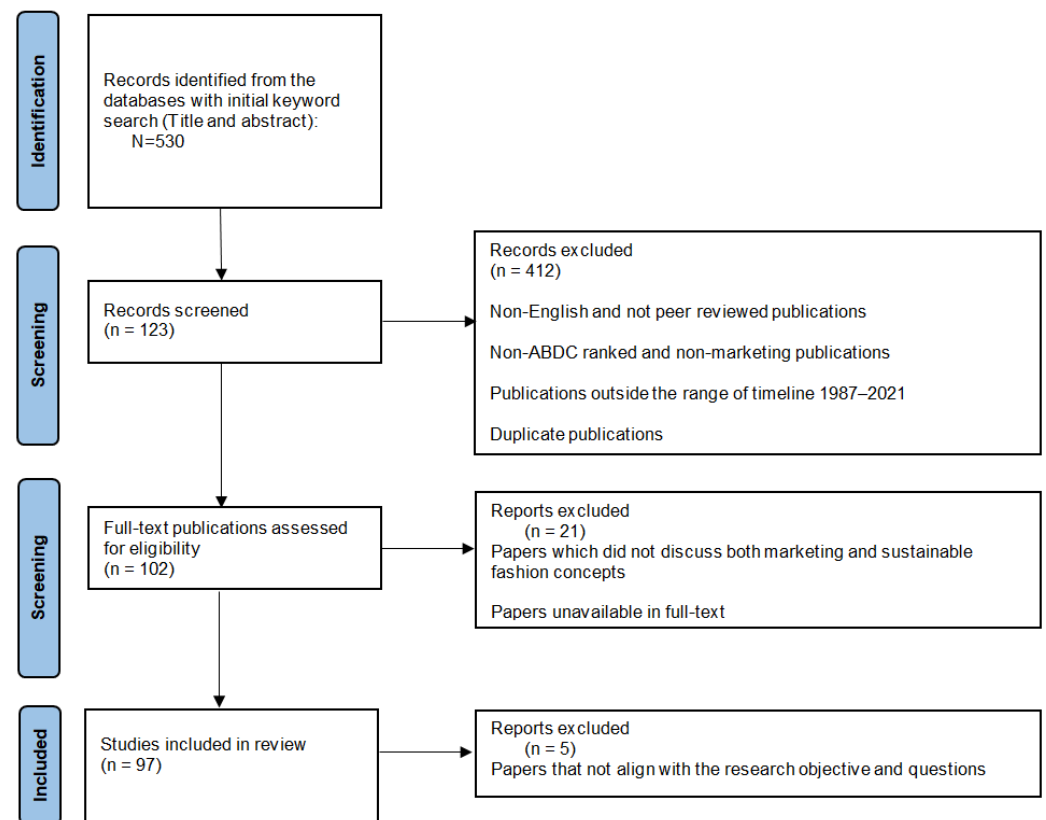 Identification
Records identified from the
databases with initial keyword
search (Title and abstract):
N=530
Screening
Records screened
(n = 123)
Records excluded
(n = 412)
Non-English and not peer reviewed publications
Non-ABDC ranked and non-marketing publications
Publications outside the range of timeline 1987–2021
Duplicate publications
Screening
Full-text publications assessed
for eligibility
(n = 102)
Reports excluded
(n = 21)
Papers which did not discuss both marketing and sustainable
fashion concepts
Papers unavailable in full-text
Included
Studies included in review
(n = 97)
Reports excluded
(n = 5)
Papers that not align with the research objective and questions